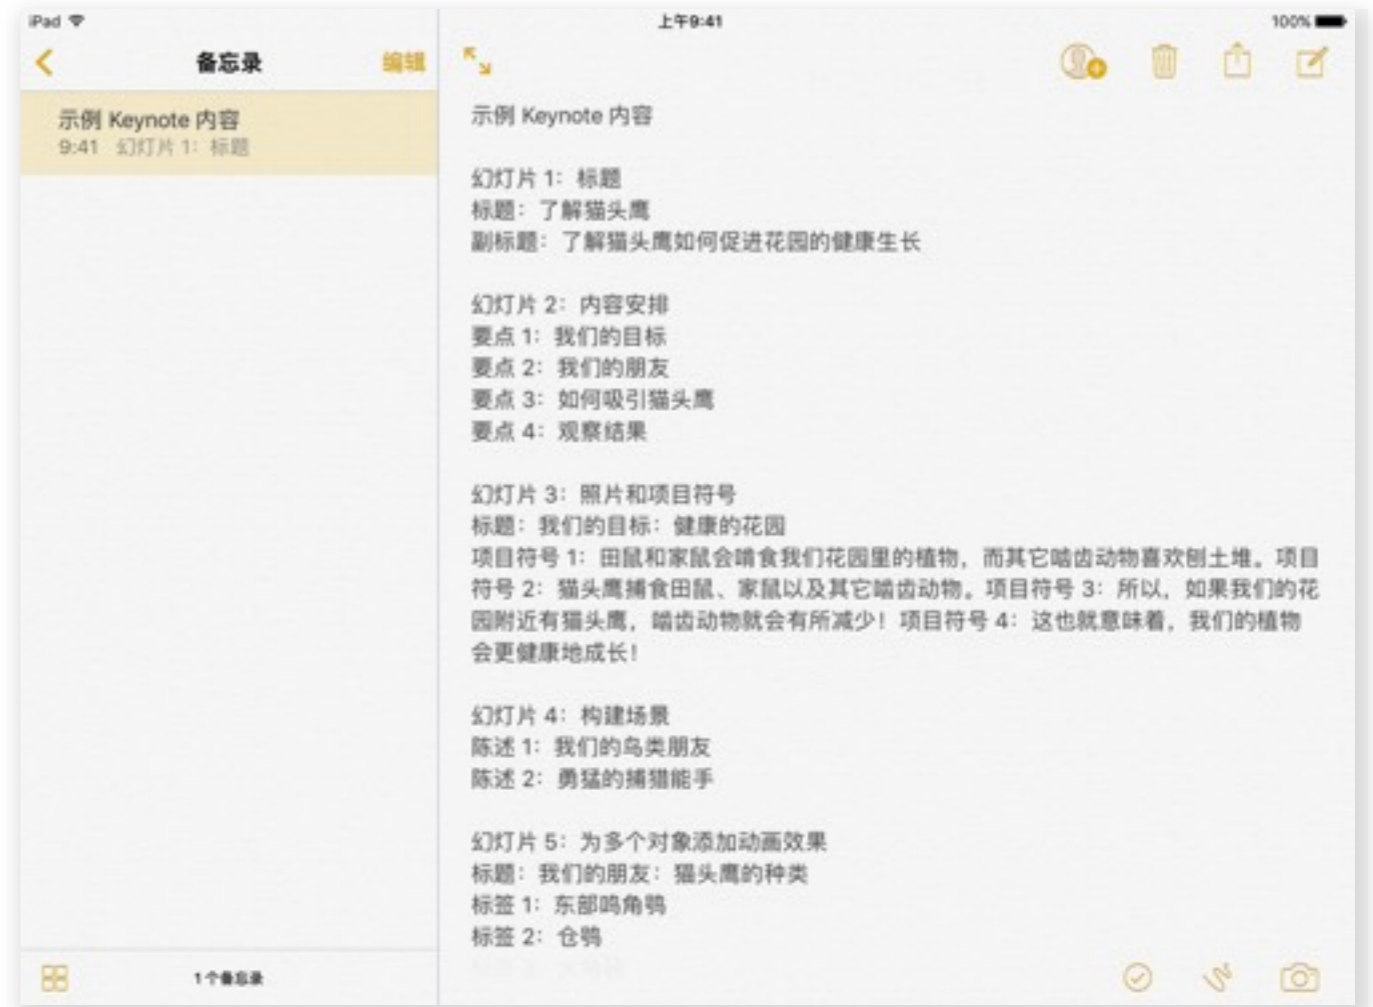 iPad
上午9:41
100%
备忘录
编辑
示例 Keynote 内容
9:41 幻灯片 1：标题
1个备忘录
示例 Keynote 内容
幻灯片 1：标题
标题：了解猫头鹰
副标题：了解猫头鹰如何促进花园的健康生长
幻灯片 2：内容安排
要点 1：我们的目标
要点 2：我们的朋友
要点 3：如何吸引猫头鹰
要点 4：观察结果
幻灯片 3：照片和项目符号
标题：我们的目标：健康的花园
项目符号 1：田鼠和家鼠会啃食我们花园里的植物，而其它啮齿动物喜欢刨土堆。项目
符号 2：猫头鹰捕食田鼠、家鼠以及其它啮齿动物。项目符号 3：所以，如果我们的花
园附近有猫头鹰，啮齿动物就会有所减少！项目符号 4：这也就意味着，我们的植物
会更健康地成长！
幻灯片 4：构建场景
陈述 1：我们的鸟类朋友
陈述 2：勇猛的捕猎能手
幻灯片 5：为多个对象添加动画效果
标题：我们的朋友：猫头鹰的种类
标签 1：东部鸣角鸮
标签 2：仓鸮